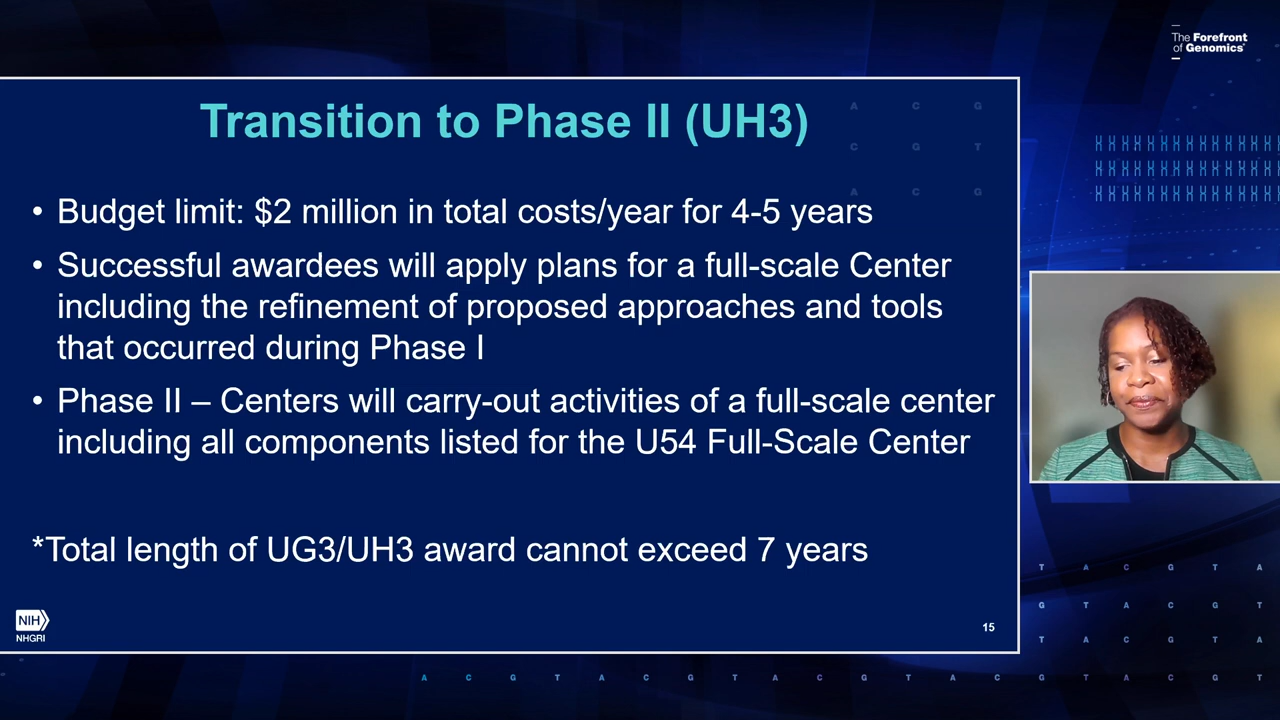 The Forefront
of Genomics®
Transition to Phase II (UH3)
A C G
C G T
A C G
• Budget limit: $2 million in total costs/year for 4-5 years
• Successful awardees will apply plans for a full-scale Center
including the refinement of proposed approaches and tools
that occurred during Phase I
• Phase II – Centers will carry-out activities of a full-scale center
including all components listed for the U54 Full-Scale Center
*Total length of UG3/UH3 award cannot exceed 7 years
NIH
NHGRI
15
T A C G T A
G T A C G T
T A C G T A
A C G T A C G T A C G T A C G T A C G T